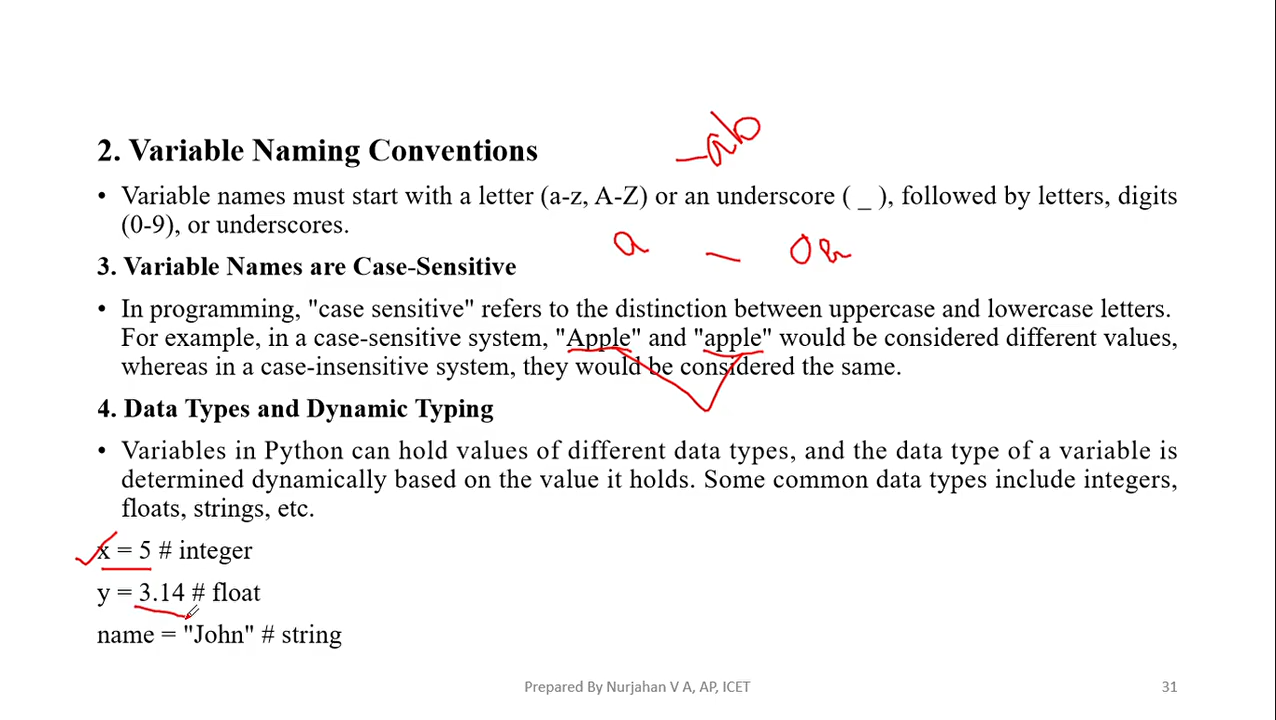 _ab
2. Variable Naming Conventions
• Variable names must start with a letter (a-z, A-Z) or an underscore ( _ ), followed by letters, digits
(0-9), or underscores.
a _
3. Variable Names are Case-Sensitive
• In programming, "case sensitive" refers to the distinction between uppercase and lowercase letters.
For example, in a case-sensitive system, "Apple" and "apple" would be considered different values,
whereas in a case-insensitive system, they would be considered the same.
4. Data Types and Dynamic Typing
• Variables in Python can hold values of different data types, and the data type of a variable is
determined dynamically based on the value it holds. Some common data types include integers,
floats, strings, etc.
x = 5 # integer
y = 3.14 # float
name = "John" # string
Prepared By Nurjahan V A, AP, ICET
31